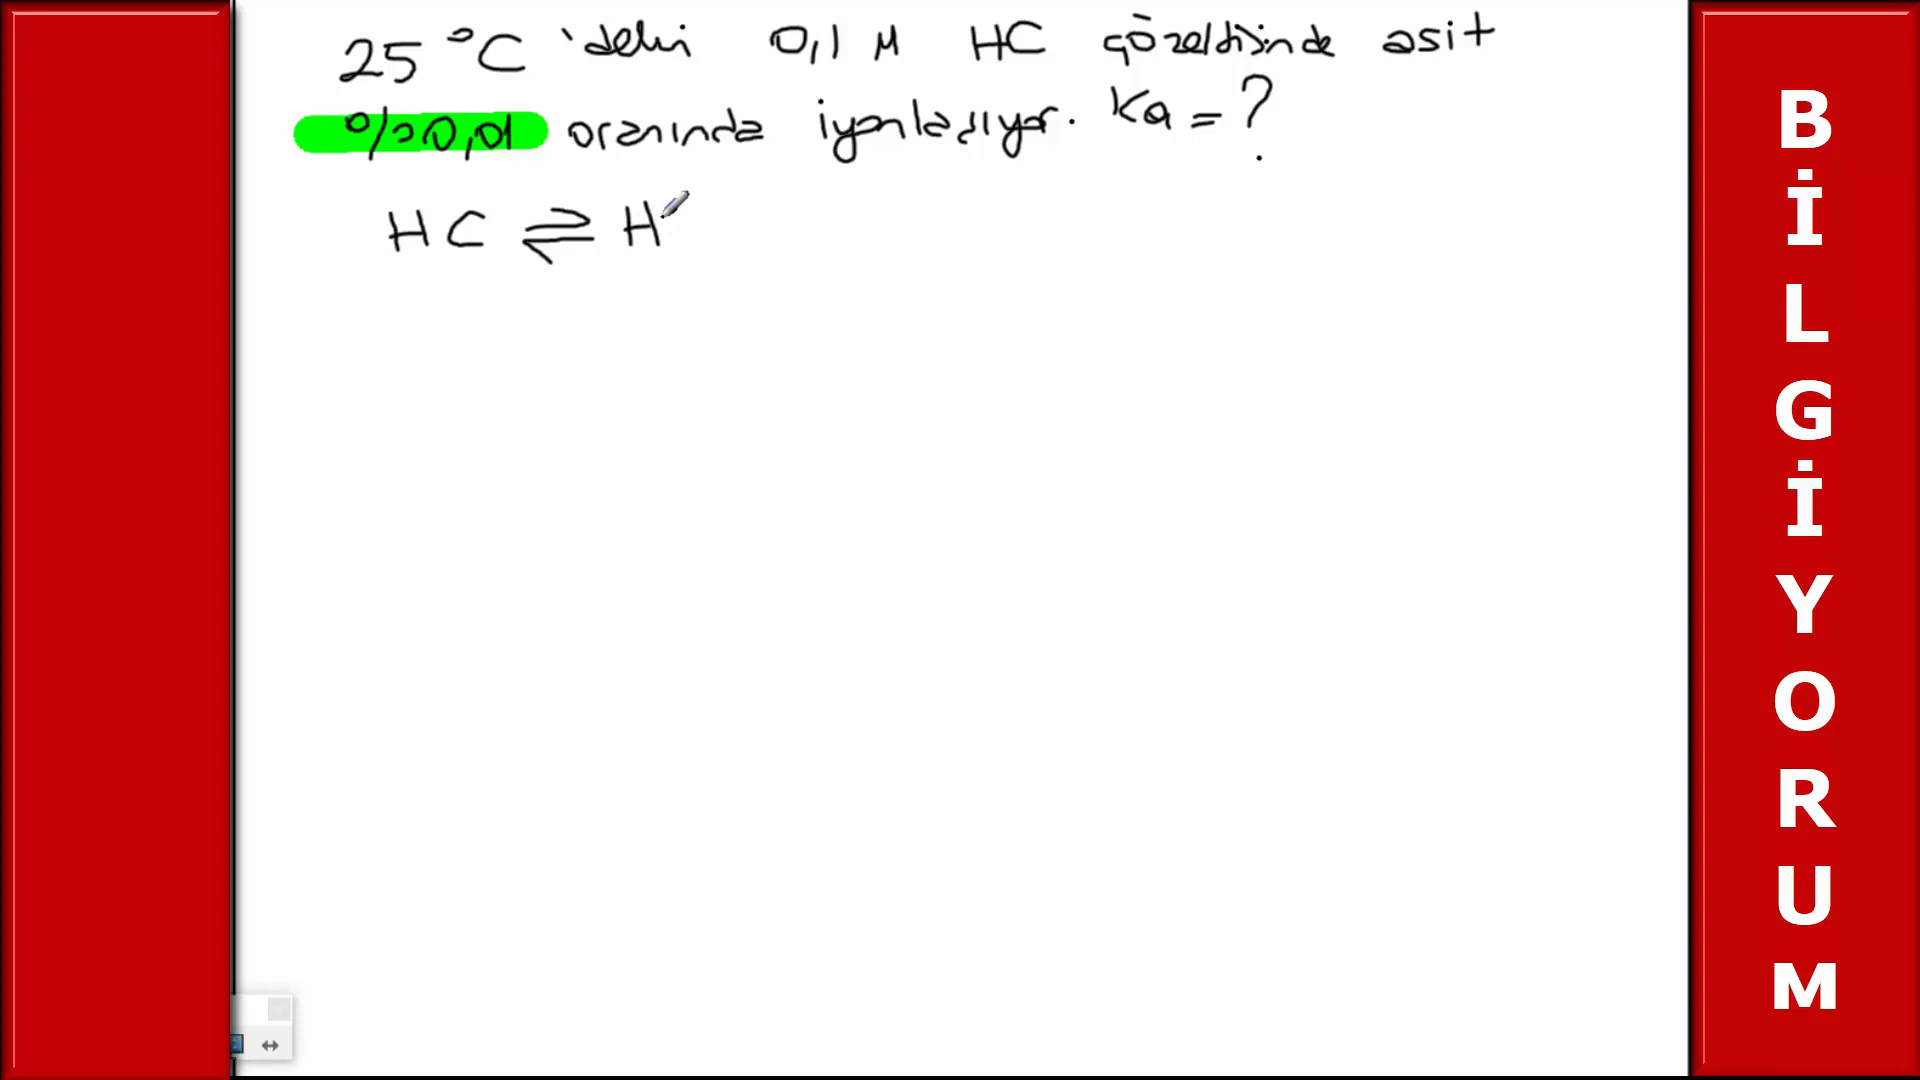 25 °C 'deki 0,1 M HC çözeltisinde asit
%0,01 oranında iyonlaşıyor. Ka = ?
HC ⇌ H
BİLGİYORUM